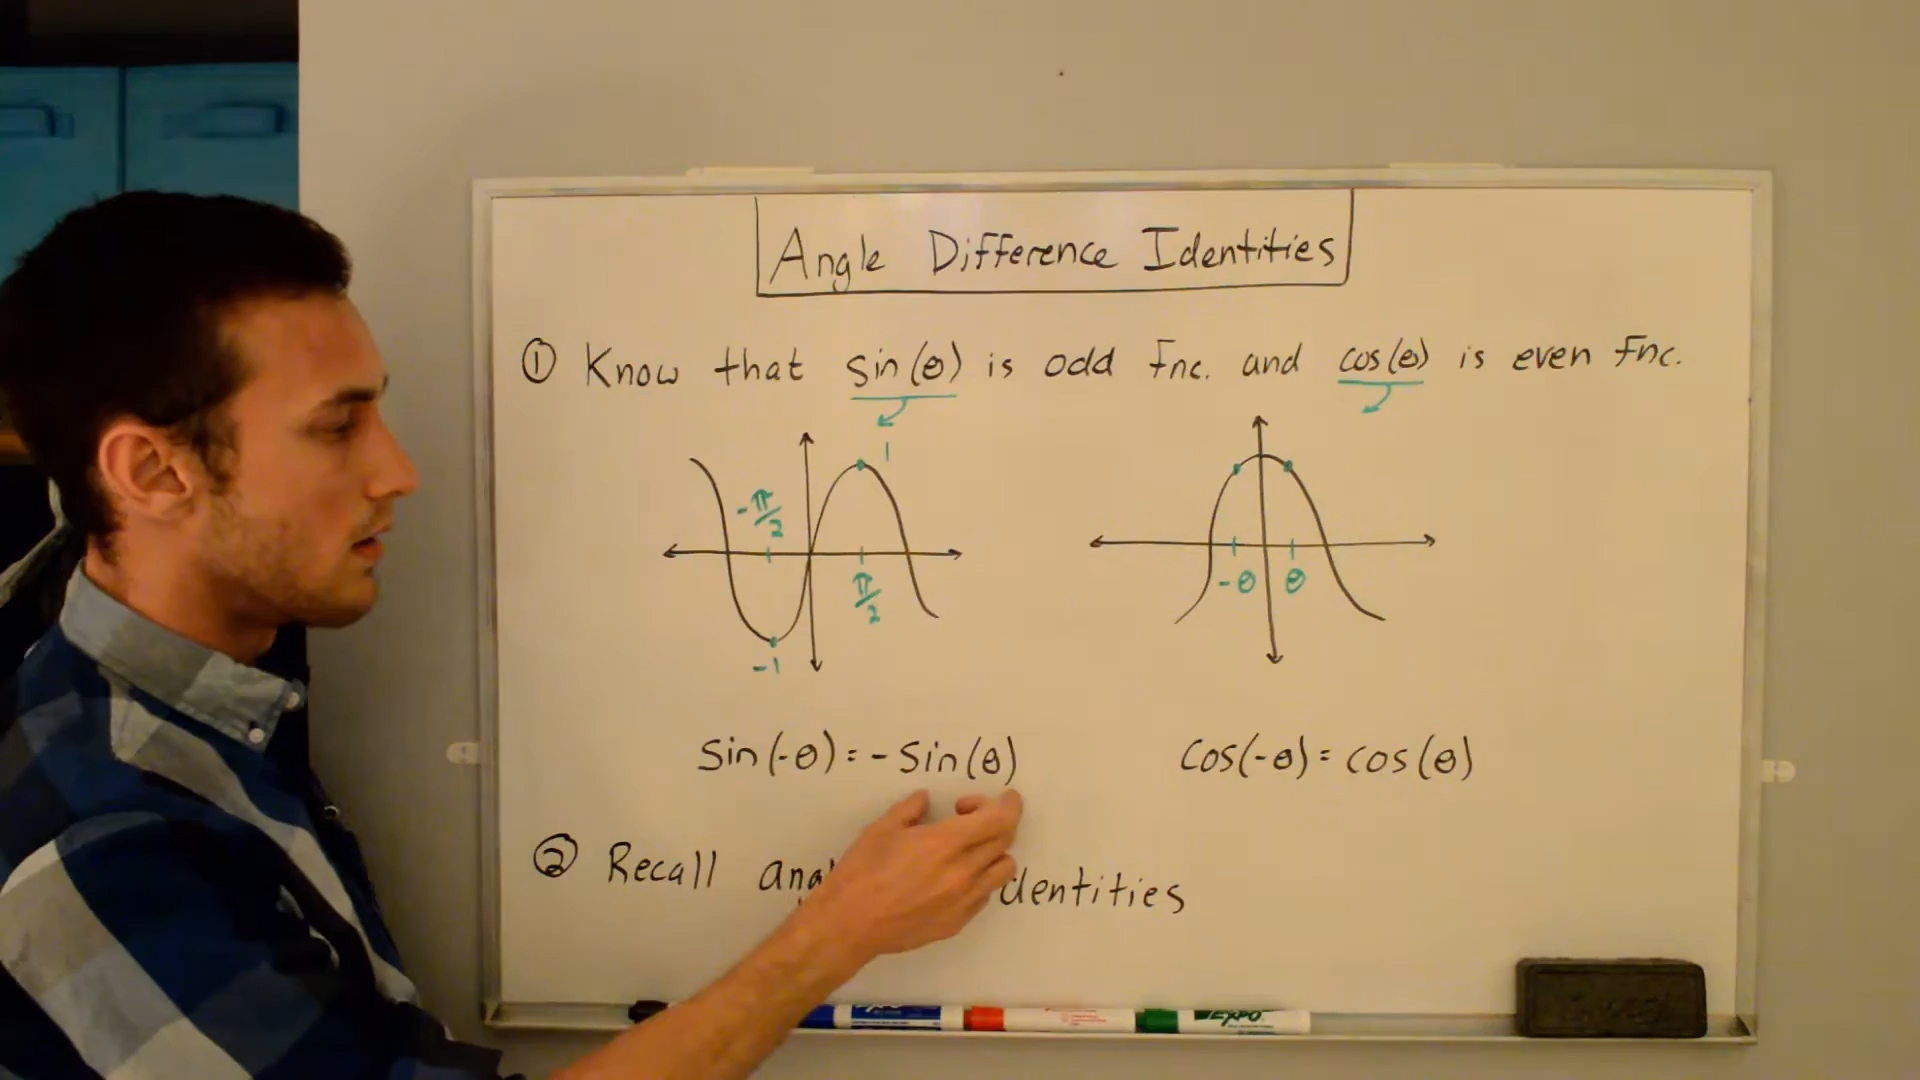 Angle Difference Identities
① Know that sin(θ) is odd fnc. and cos(θ) is even fnc.
1
-π/2
π/2
-1
-θ θ
Sin(-θ) = -Sin(θ)
Cos(-θ) = cos(θ)
② Recall dentities
EXPO